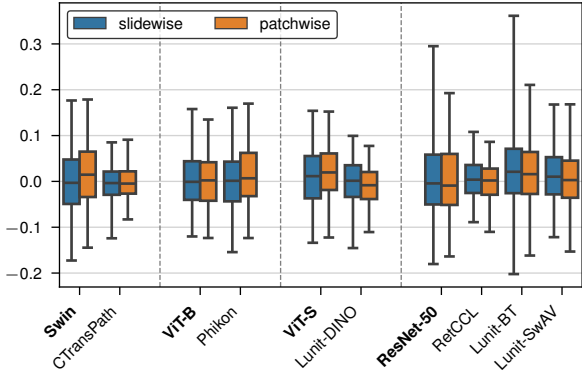 slidewise patchwise
0.3
0.2
0.1
0.0
−0.1
−0.2
Swin
CTransPath
ViT-B
Phikon
ViT-S
Lunit-DINO
ResNet-50
RetCCL
Lunit-BT
Lunit-SwAV